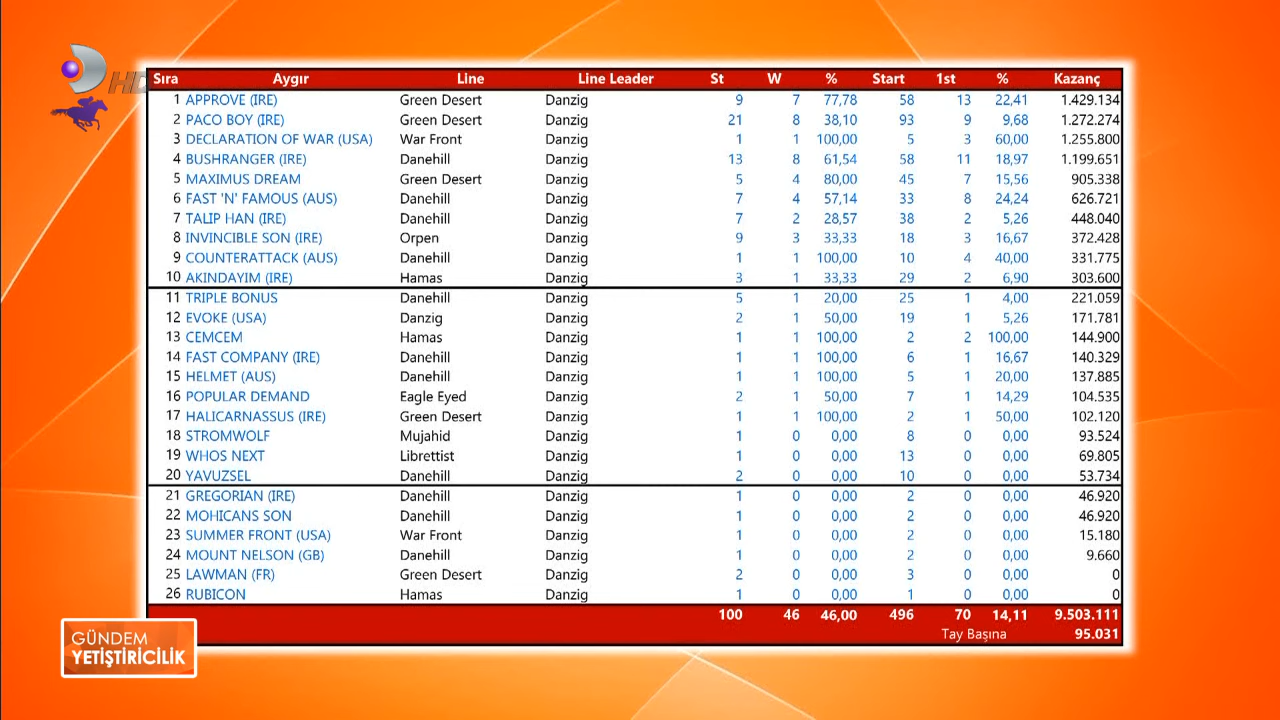 HD
Sıra Aygır Line Line Leader St W % Start 1st % Kazanç
1 APPROVE (IRE) Green Desert Danzig 9 7 77,78 58 13 22,41 1.429.134
2 PACO BOY (IRE) Green Desert Danzig 21 8 38,10 93 9 9,68 1.272.274
3 DECLARATION OF WAR (USA) War Front Danzig 1 1 100,00 5 3 60,00 1.255.800
4 BUSHRANGER (IRE) Danehill Danzig 13 8 61,54 58 11 18,97 1.199.651
5 MAXIMUS DREAM Green Desert Danzig 5 4 80,00 45 7 15,56 905.338
6 FAST 'N' FAMOUS (AUS) Danehill Danzig 7 4 57,14 33 8 24,24 626.721
7 TALIP HAN (IRE) Danehill Danzig 7 2 28,57 38 2 5,26 448.040
8 INVINCIBLE SON (IRE) Orpen Danzig 9 3 33,33 18 3 16,67 372.428
9 COUNTERATTACK (AUS) Danehill Danzig 1 1 100,00 10 4 40,00 331.775
10 AKINDAYIM (IRE) Hamas Danzig 3 1 33,33 29 2 6,90 303.600
11 TRIPLE BONUS Danehill Danzig 5 1 20,00 25 1 4,00 221.059
12 EVOKE (USA) Danzig Danzig 2 1 50,00 19 1 5,26 171.781
13 CEMCEM Hamas Danzig 1 1 100,00 2 2 100,00 144.900
14 FAST COMPANY (IRE) Danehill Danzig 1 1 100,00 6 1 16,67 140.329
15 HELMET (AUS) Danehill Danzig 1 1 100,00 5 1 20,00 137.885
16 POPULAR DEMAND Eagle Eyed Danzig 2 1 50,00 7 1 14,29 104.535
17 HALICARNASSUS (IRE) Green Desert Danzig 1 1 100,00 2 1 50,00 102.120
18 STROMWOLF Mujahid Danzig 1 0 0,00 8 0 0,00 93.524
19 WHOS NEXT Librettist Danzig 1 0 0,00 13 0 0,00 69.805
20 YAVUZSEL Danehill Danzig 2 0 0,00 10 0 0,00 53.734
21 GREGORIAN (IRE) Danehill Danzig 1 0 0,00 2 0 0,00 46.920
22 MOHICANS SON Danehill Danzig 1 0 0,00 2 0 0,00 46.920
23 SUMMER FRONT (USA) War Front Danzig 1 0 0,00 2 0 0,00 15.180
24 MOUNT NELSON (GB) Danehill Danzig 1 0 0,00 2 0 0,00 9.660
25 LAWMAN (FR) Green Desert Danzig 2 0 0,00 3 0 0,00 0
26 RUBICON Hamas Danzig 1 0 0,00 1 0 0,00 0
100 46 46,00 496 70 14,11 9.503.111
Tay Başına 95.031
GÜNDEM
YETİŞTİRİCİLİK